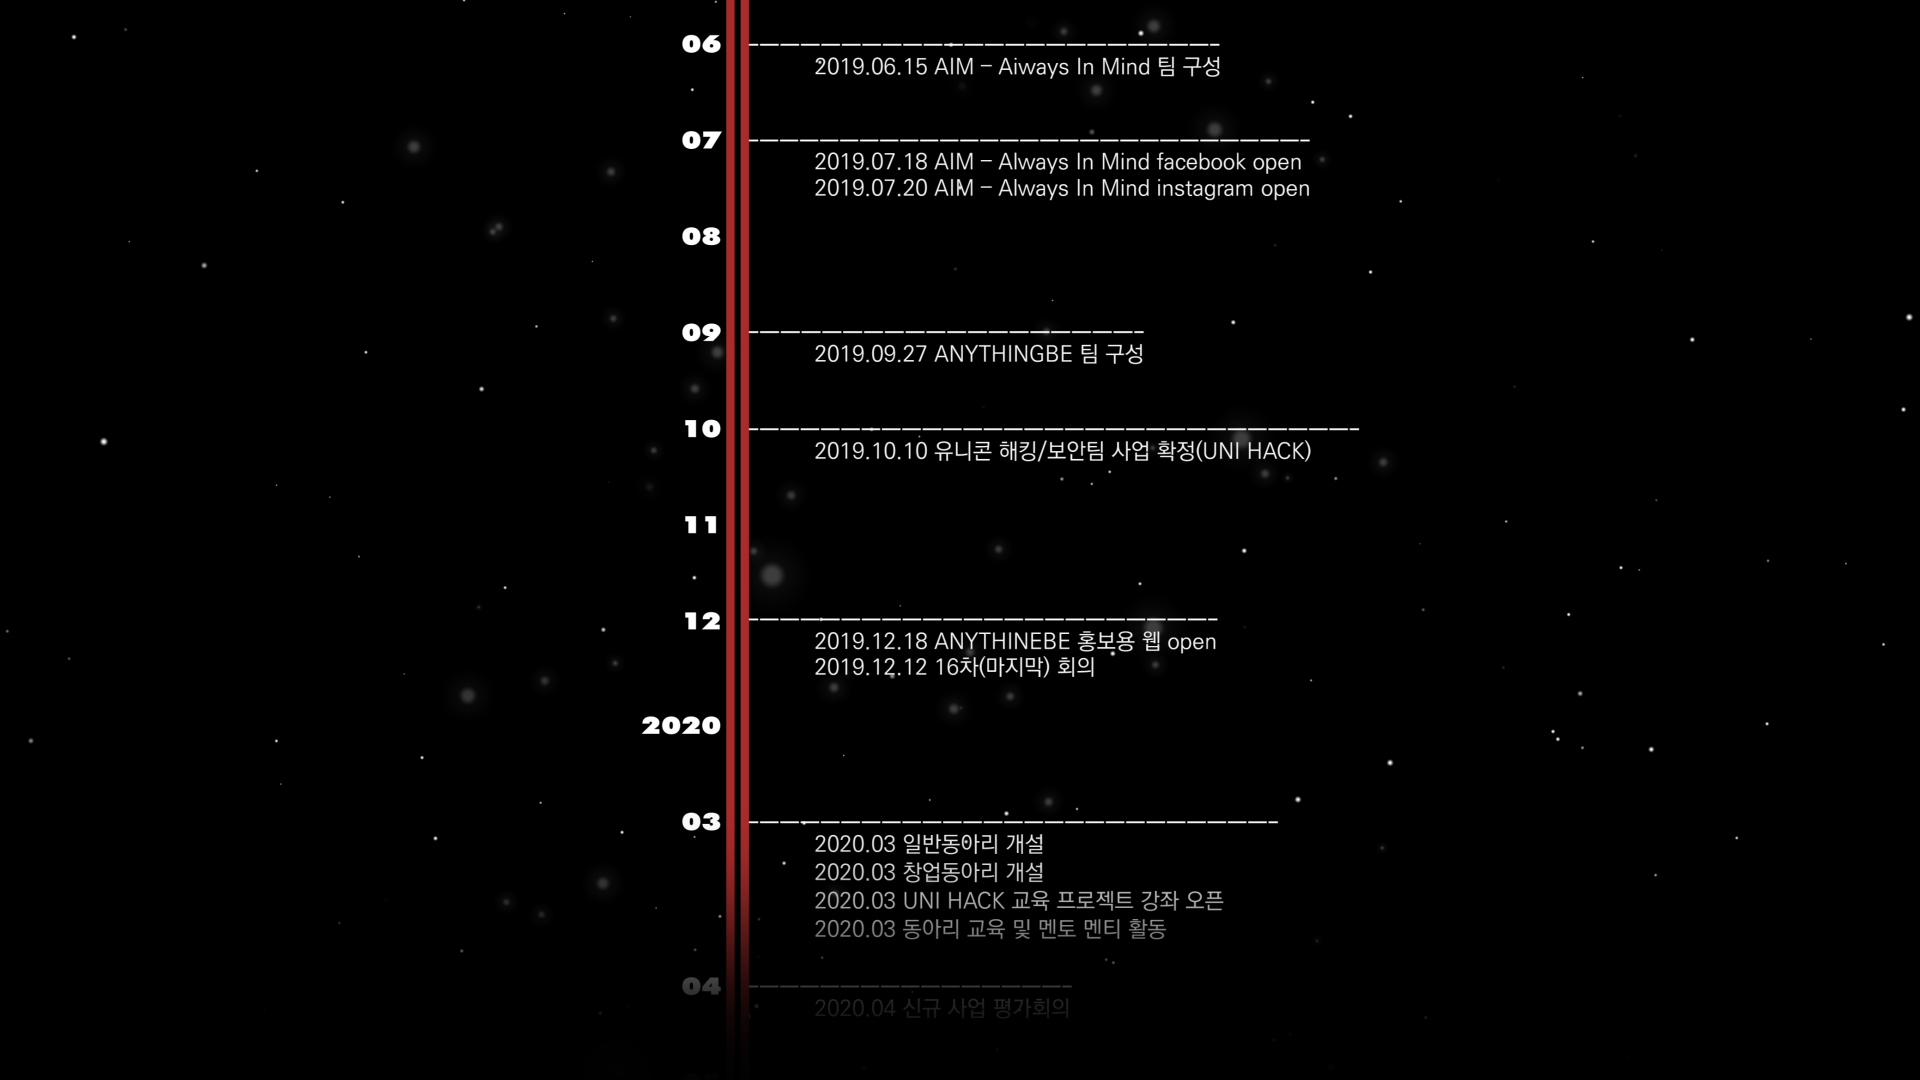 06
2019.06.15 AIM – Aiways In Mind 팀 구성
07
2019.07.18 AIM – Always In Mind facebook open
2019.07.20 AIM – Always In Mind instagram open
08
09
2019.09.27 ANYTHINGBE 팀 구성
10
2019.10.10 유니콘 해킹/보안팀 사업 확정(UNI HACK)
11
12
2019.12.18 ANYTHINEBE 홍보용 웹 open
2019.12.12 16차(마지막) 회의
2020
03
2020.03 일반동아리 개설
2020.03 창업동아리 개설
2020.03 UNI HACK 교육 프로젝트 강좌 오픈
2020.03 동아리 교육 및 멘토 멘티 활동
04
2020.04 신규 사업 평가회의